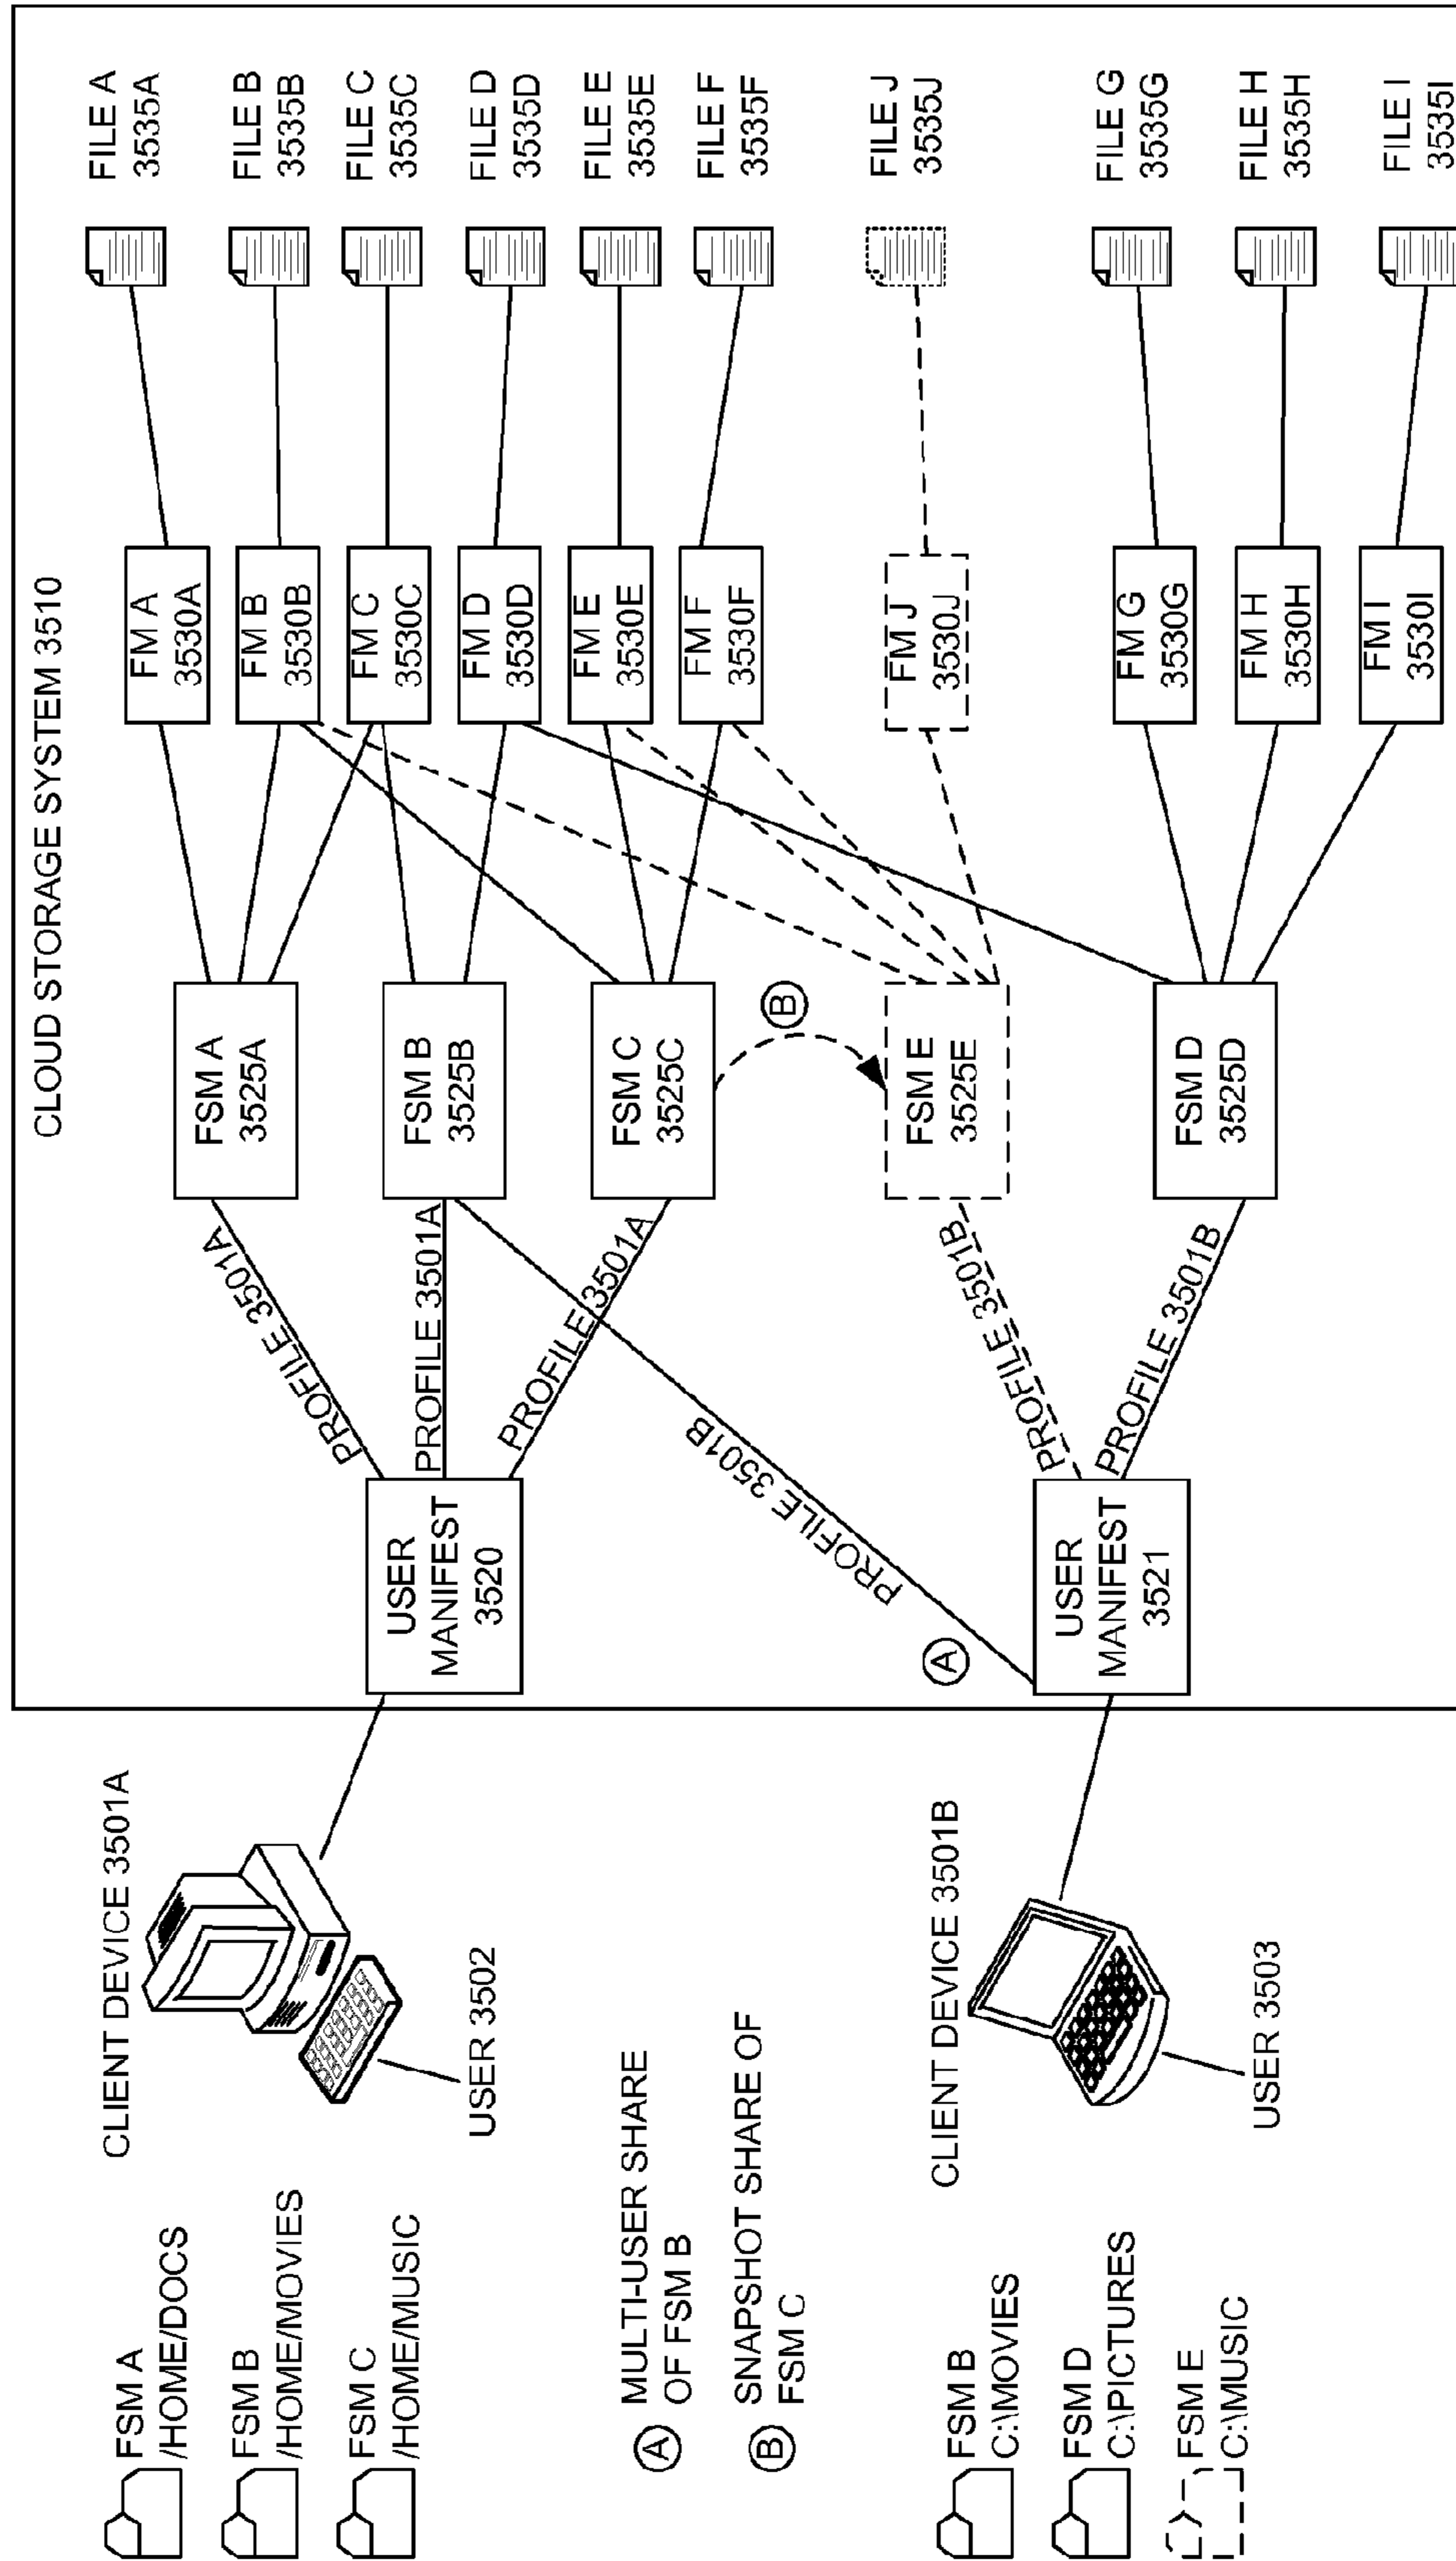 FSM A
/HOME/DOCS
FSM B
/HOME/MOVIES
FSM C
/HOME/MUSIC
CLIENT DEVICE 3501A
USER 3502
A
MULTI-USER SHARE
OF FSM B
B
SNAPSHOT SHARE OF
FSM C
FSM B
C:\MOVIES
FSM D
C:\PICTURES
FSM E
C:\MUSIC
CLIENT DEVICE 3501B
USER 3503
CLOUD STORAGE SYSTEM 3510
USER
MANIFEST
3520
USER
MANIFEST
3521
A
PROFILE 3501A
PROFILE 3501A
PROFILE 3501A
PROFILE 3501B
PROFILE 3501B
PROFILE 3501B
FSM A
3525A
FSM B
3525B
FSM C
3525C
B
FSM E
3525E
FSM D
3525D
FM A
3530A
FM B
3530B
FM C
3530C
FM D
3530D
FM E
3530E
FM F
3530F
FM J
3530J
FM G
3530G
FM H
3530H
FM I
3530I
FILE A
3535A
FILE B
3535B
FILE C
3535C
FILE D
3535D
FILE E
3535E
FILE F
3535F
FILE J
3535J
FILE G
3535G
FILE H
3535H
FILE I
3535I